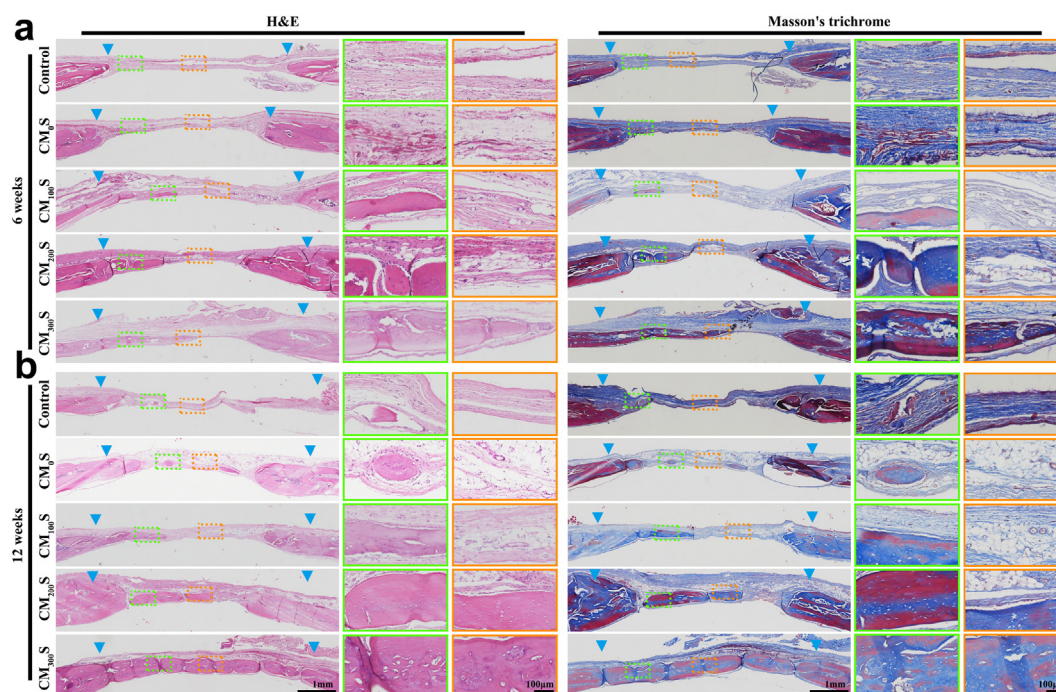 a
H&E
Masson's trichrome
6 weeks
Control
CM₀S
CM₁₀₀S
CM₂₀₀S
CM₃₀₀S
b
12 weeks
Control
CM₀S
CM₁₀₀S
CM₂₀₀S
CM₃₀₀S
1mm
100μm
1mm
100μ